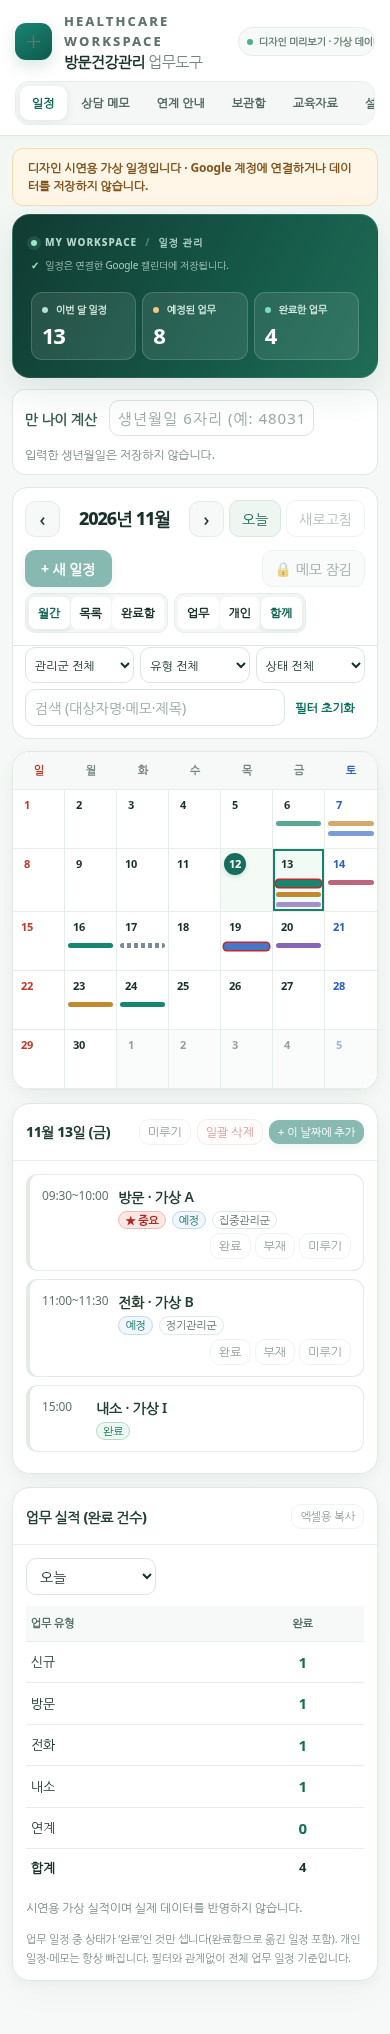 HEALTHCARE
WORKSPACE
방문건강관리 업무도구
디자인 미리보기 · 가상 데이
일정 상담 메모 연계 안내 보관함 교육자료
디자인 시연용 가상 일정입니다 · Google 계정에 연결하거나 데이
터를 저장하지 않습니다.
MY WORKSPACE / 일정 관리
✓ 일정은 연결한 Google 캘린더에 저장됩니다.
이번 달 일정 예정된 업무 완료한 업무
13 8 4
만 나이 계산 생년월일 6자리 (예: 48031
입력한 생년월일은 저장하지 않습니다.
‹ 2026년 11월 › 오늘 새로고침
+ 새 일정 🔒 메모 잠김
월간 목록 완료함 업무 개인 함께
관리군 전체 유형 전체 상태 전체
검색 (대상자명·메모·제목) 필터 초기화
일 월 화 수 목 금 토
1 2 3 4 5 6 7
8 9 10 11 12 13 14
15 16 17 18 19 20 21
22 23 24 25 26 27 28
29 30 1 2 3 4 5
11월 13일 (금) 미루기 일괄 삭제 + 이 날짜에 추가
09:30~10:00 방문 · 가상 A
★ 중요 예정 집중관리군
완료 부재 미루기
11:00~11:30 전화 · 가상 B
예정 정기관리군
완료 부재 미루기
15:00 내소 · 가상 I
완료
업무 실적 (완료 건수) 엑셀용 복사
오늘
업무 유형 완료
신규 1
방문 1
전화 1
내소 1
연계 0
합계 4
시연용 가상 실적이며 실제 데이터를 반영하지 않습니다.
업무 일정 중 상태가 '완료'인 것만 셉니다(완료함으로 옮긴 일정 포함). 개인
일정·메모는 항상 빠집니다. 필터와 관계없이 전체 업무 일정 기준입니다.